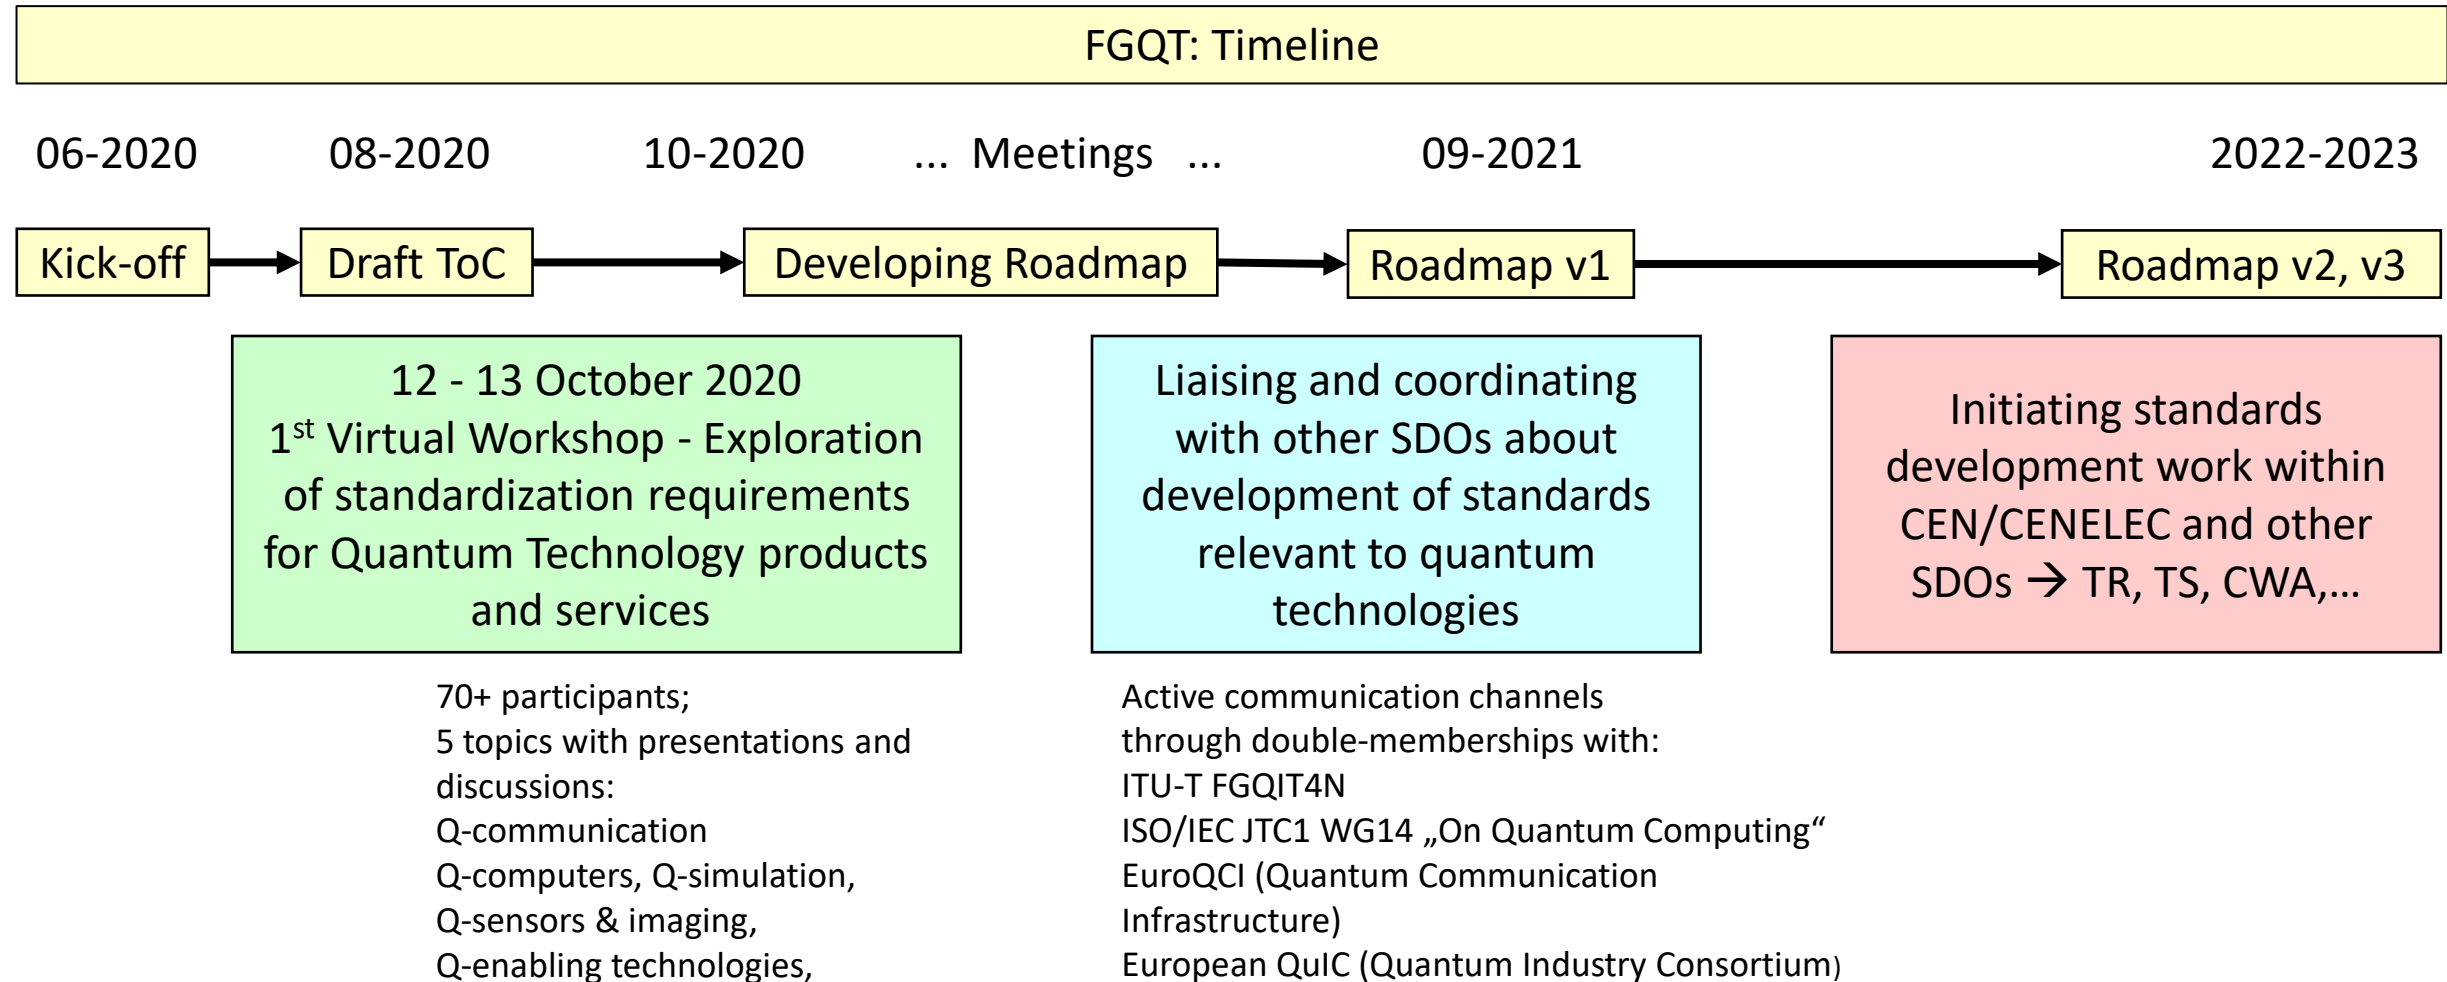 FGQT: Timeline
06-2020 08-2020 10-2020 ... Meetings ... 09-2021 2022-2023
Kick-off Draft ToC Developing Roadmap Roadmap v1 Roadmap v2, v3
12 - 13 October 2020
1st Virtual Workshop - Exploration
of standardization requirements
for Quantum Technology products
and services
Liaising and coordinating
with other SDOs about
development of standards
relevant to quantum
technologies
Initiating standards
development work within
CEN/CENELEC and other
SDOs → TR, TS, CWA,...
70+ participants;
5 topics with presentations and
discussions:
Q-communication
Q-computers, Q-simulation,
Q-sensors & imaging,
Q-enabling technologies,
Active communication channels
through double-memberships with:
ITU-T FGQIT4N
ISO/IEC JTC1 WG14 „On Quantum Computing“
EuroQCI (Quantum Communication
Infrastructure)
European QuIC (Quantum Industry Consortium)